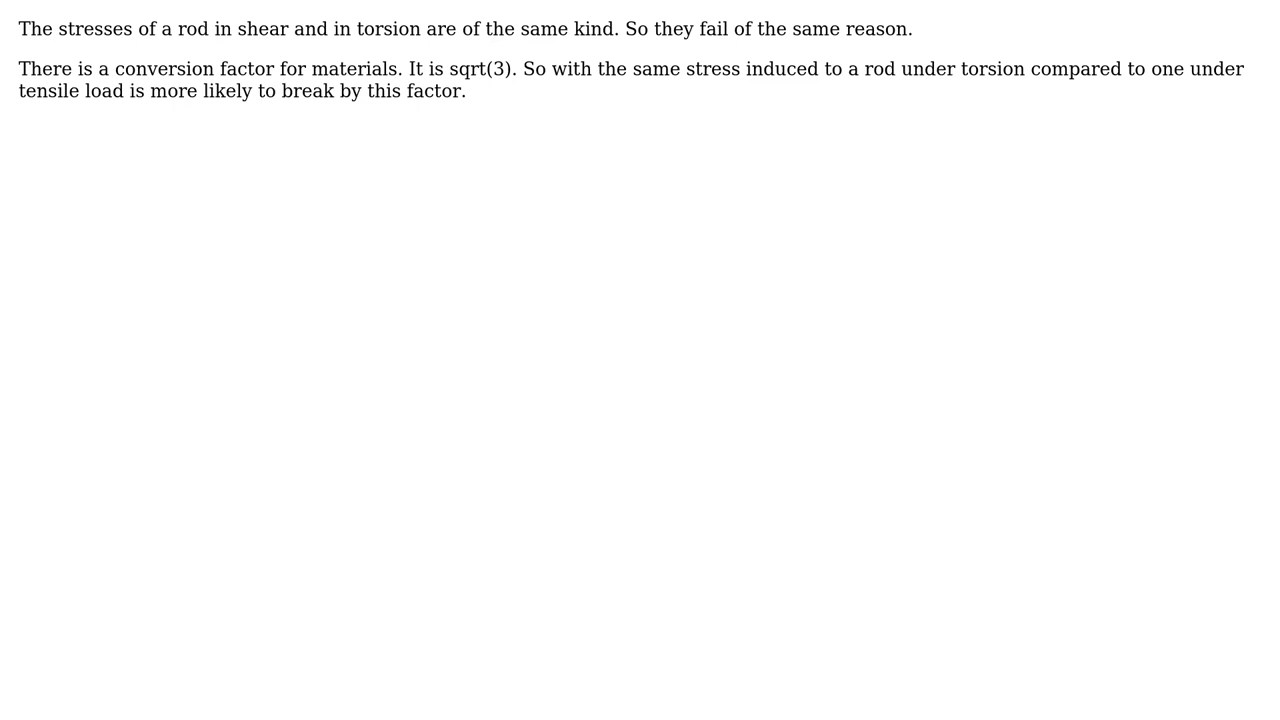 The stresses of a rod in shear and in torsion are of the same kind. So they fail of the same reason.
There is a conversion factor for materials. It is sqrt(3). So with the same stress induced to a rod under torsion compared to one under
tensile load is more likely to break by this factor.